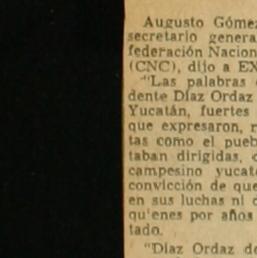 Augusto Gómez
secretario genera
federación Nacion
(CNC), dijo a EX
"Las palabras
dente Díaz Ordaz
Yucatán, fuertes
que expresaron, r
tas como el pueb
taban dirigidas, c
campesino yucate
convicción de que
en sus luchas ni d
qu'enes por años
tado.
"Díaz Ordaz de